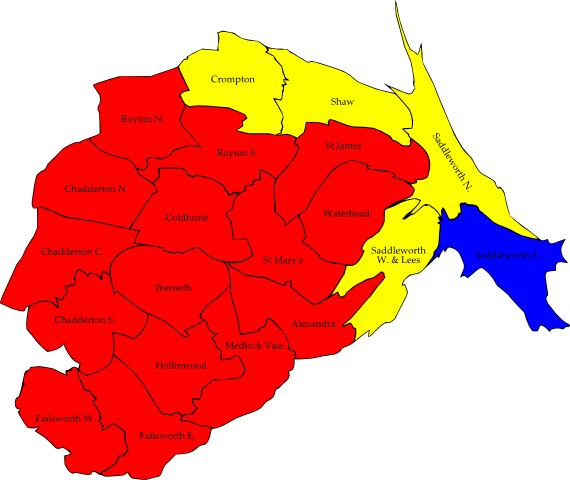 Crompton
Shaw
Royton N.
Royton S.
St James'
Saddleworth N.
Chadderton N.
Coldhurst
Waterhead
Chadderton C.
St Mary's
Saddleworth
W. & Lees
Saddleworth S.
Werneth
Chadderton S.
Alexandra
Medlock Vale
Hollinwood
Failsworth W.
Failsworth E.